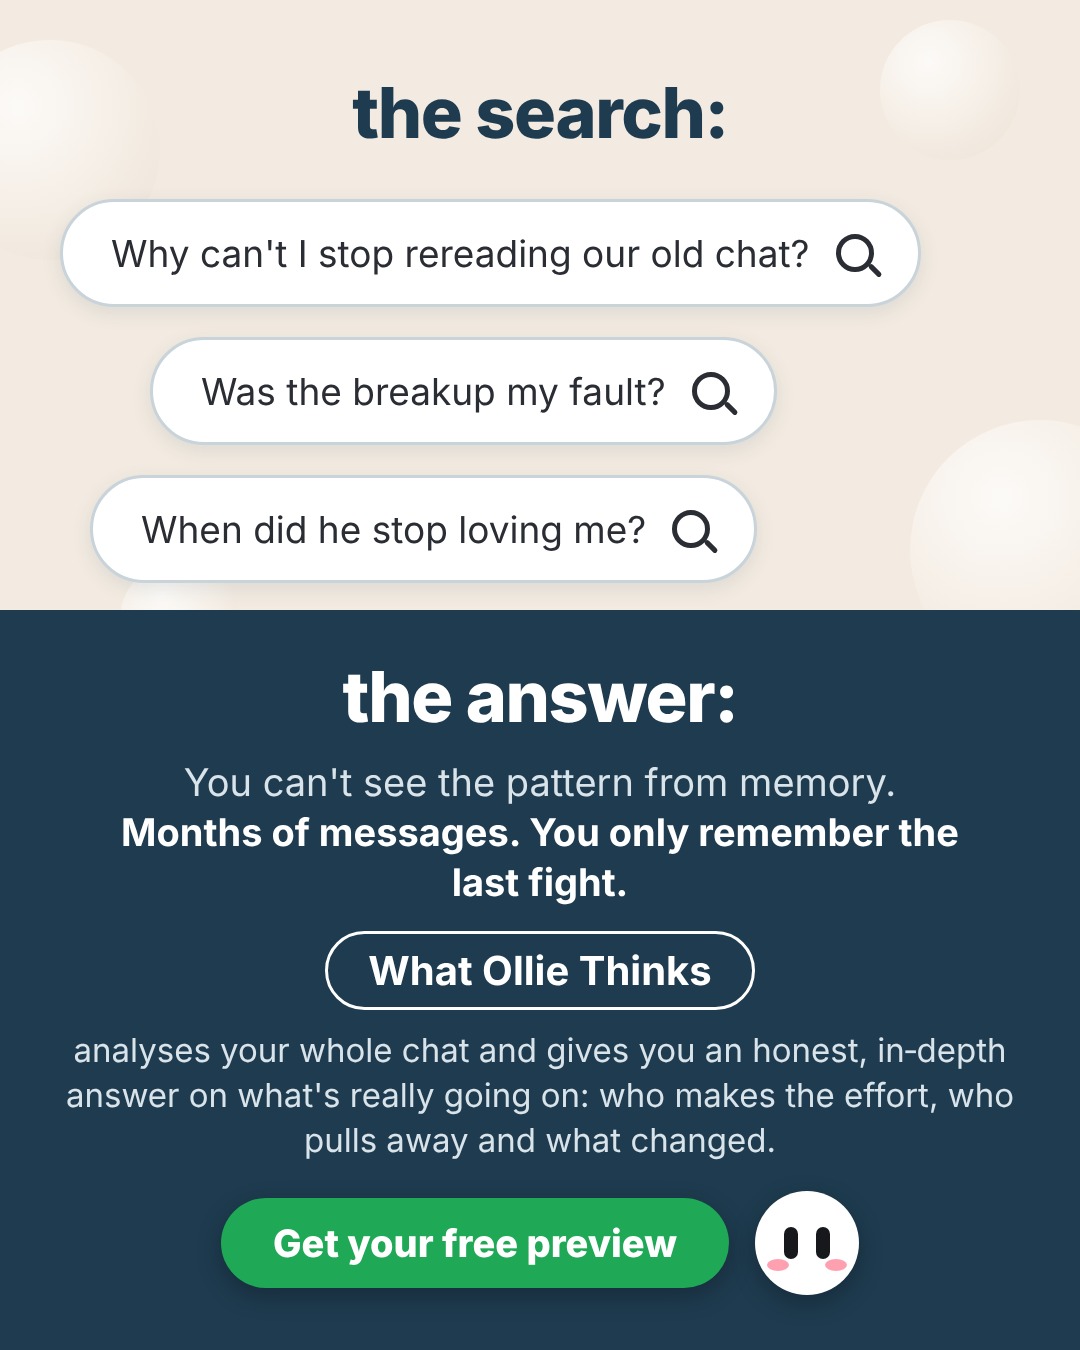 the search:
Why can't I stop rereading our old chat?
Was the breakup my fault?
When did he stop loving me?
the answer:
You can't see the pattern from memory.
Months of messages. You only remember the
last fight.
What Ollie Thinks
analyses your whole chat and gives you an honest, in-depth
answer on what's really going on: who makes the effort, who
pulls away and what changed.
Get your free preview